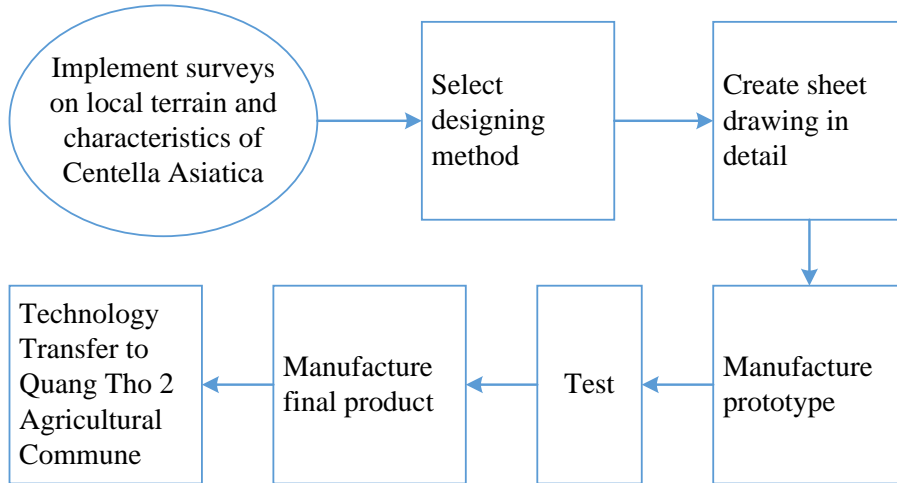 Implement surveys
on local terrain and
characteristics of
Centella Asiatica
Select
designing
method
Create sheet
drawing in
detail
Manufacture
prototype
Test
Manufacture
final product
Technology
Transfer to
Quang Tho 2
Agricultural
Commune